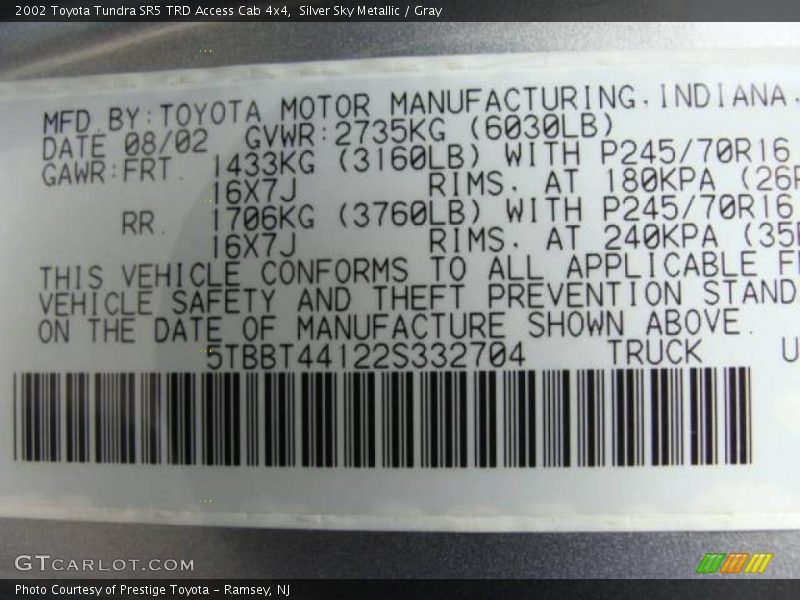 2002 Toyota Tundra SR5 TRD Access Cab 4x4, Silver Sky Metallic / Gray
MFD.BY:TOYOTA MOTOR MANUFACTURING.INDIANA.
DATE 08/02 GVWR:2735KG (6030LB)
GAWR:FRT. 1433KG (3160LB) WITH P245/70R16
16X7J RIMS. AT 180KPA (26P
RR. 1706KG (3760LB) WITH P245/70R16
16X7J RIMS. AT 240KPA (35P
THIS VEHICLE CONFORMS TO ALL APPLICABLE F
VEHICLE SAFETY AND THEFT PREVENTION STAND
ON THE DATE OF MANUFACTURE SHOWN ABOVE.
5TBBT44122S332704 TRUCK U
GTCARLOT.COM
Photo Courtesy of Prestige Toyota - Ramsey, NJ